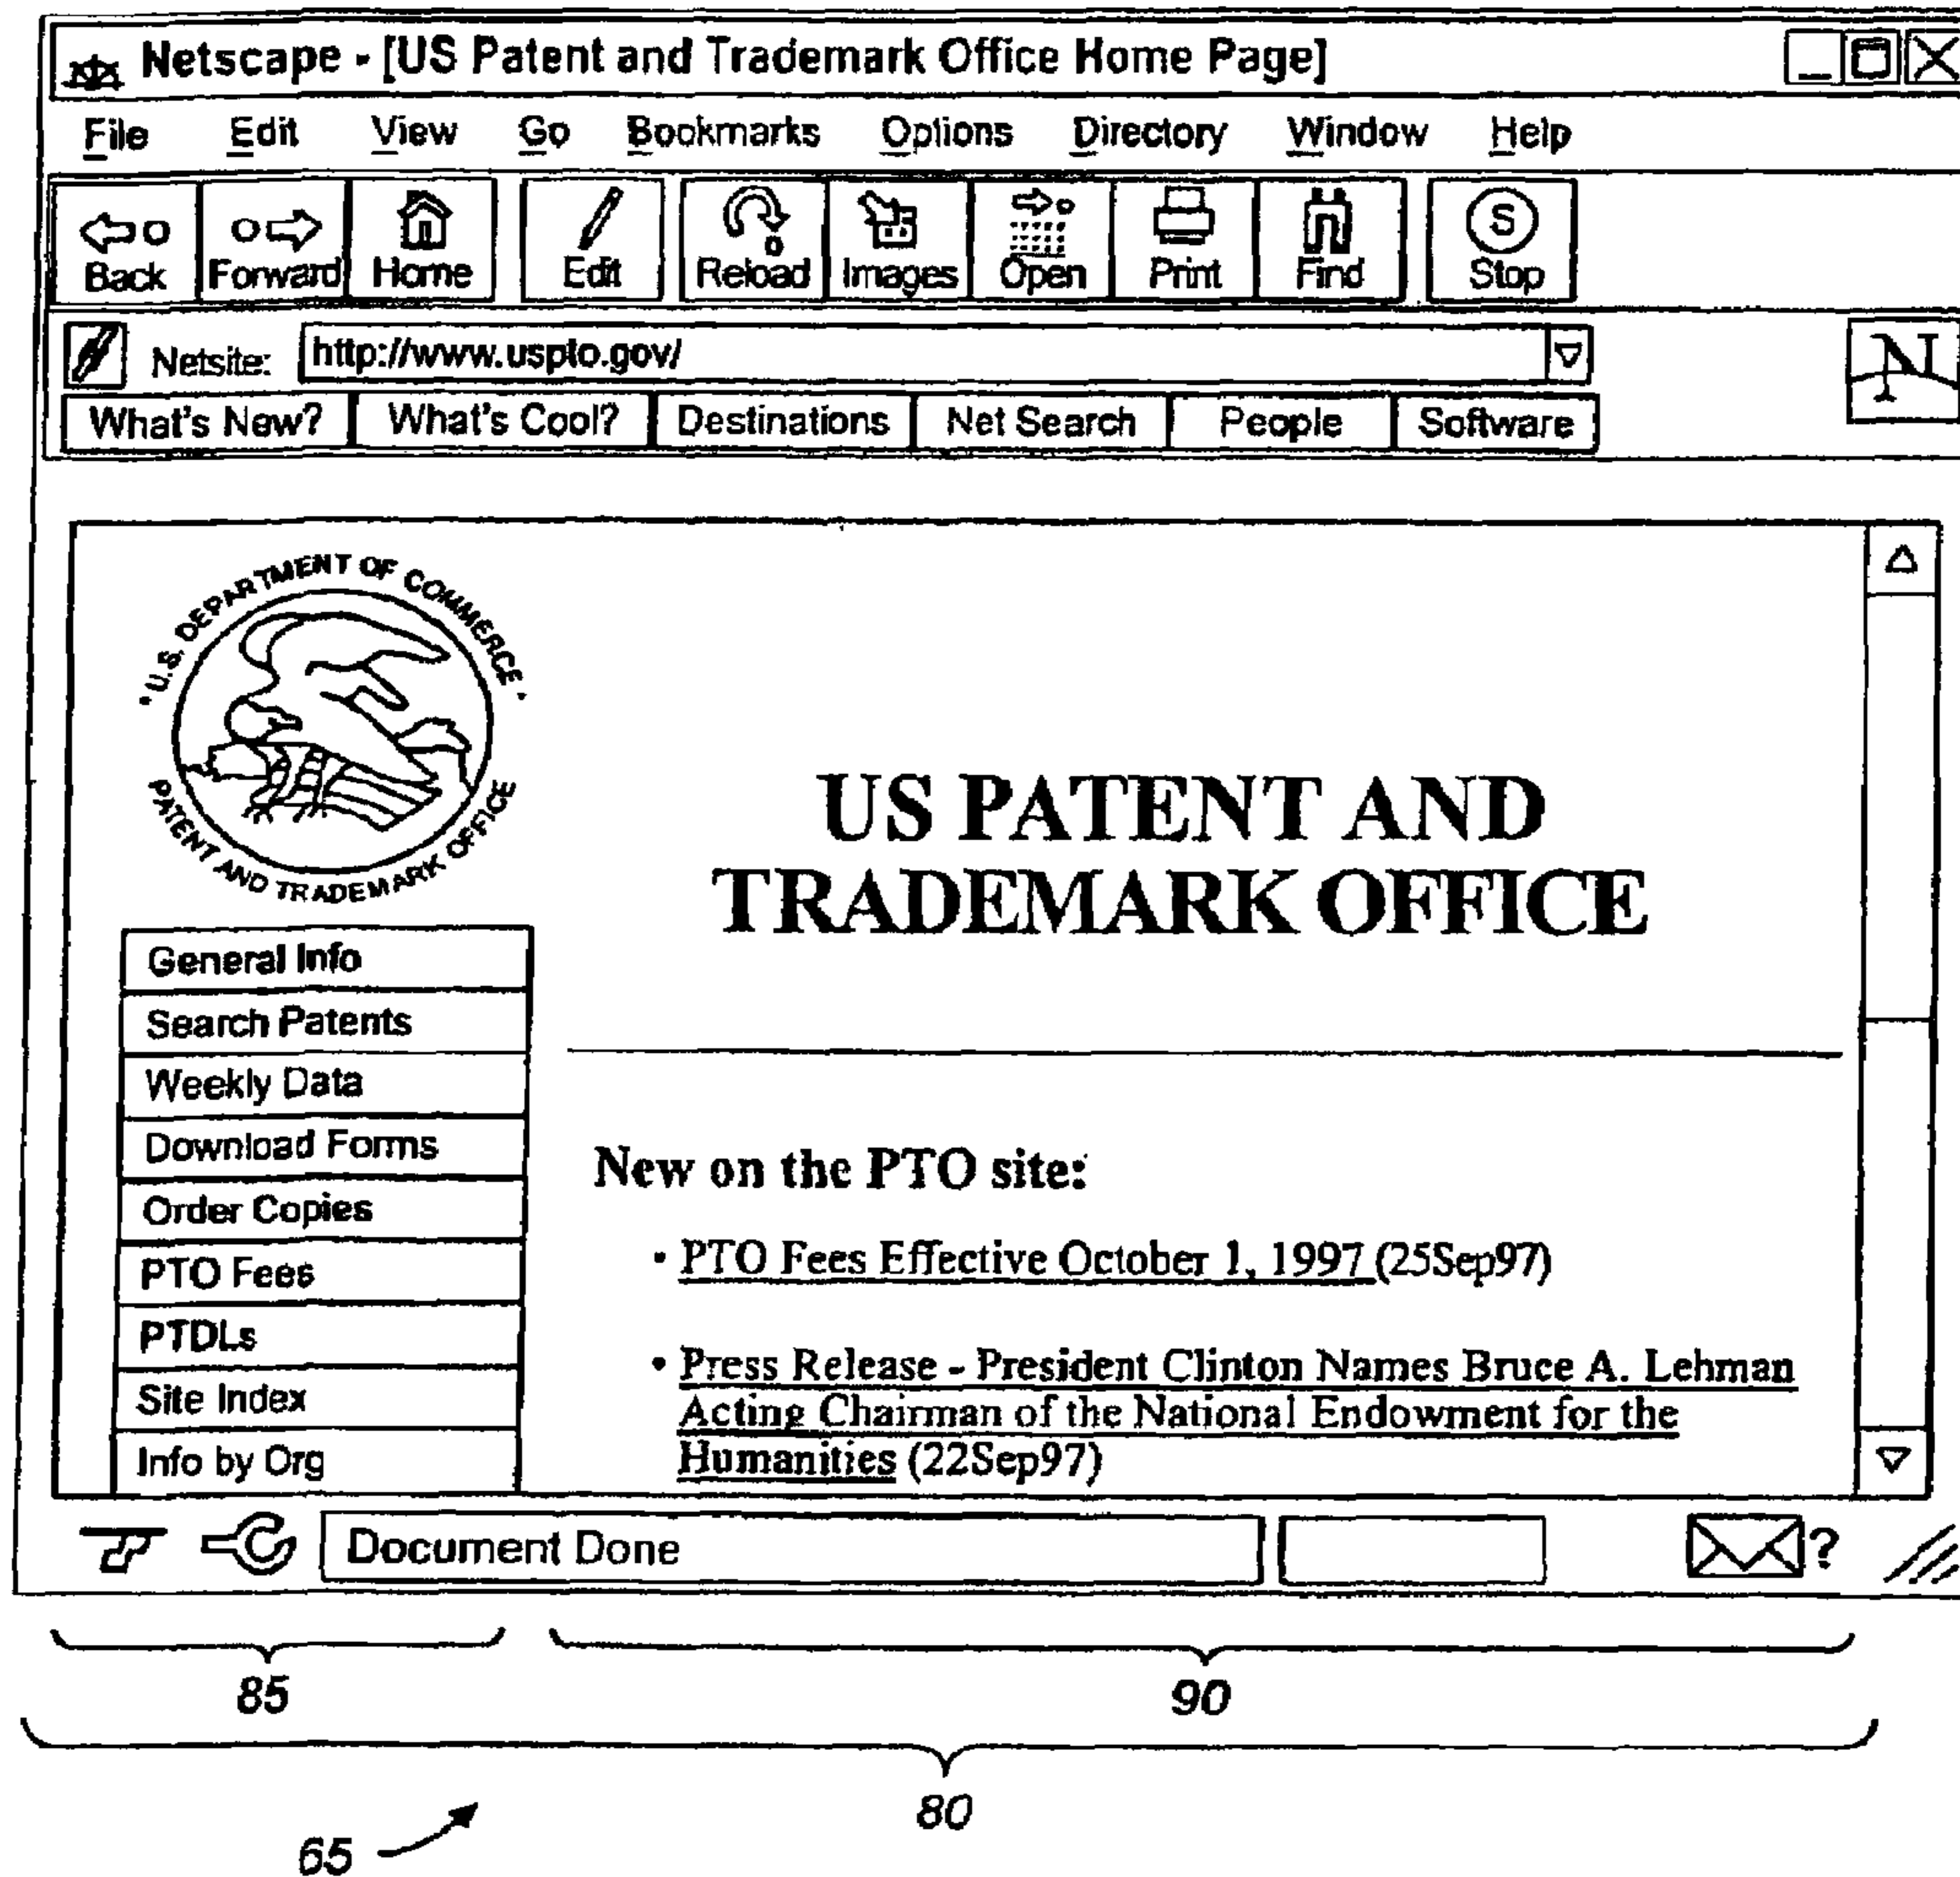 Netscape - [US Patent and Trademark Office Home Page]
File Edit View Go Bookmarks Options Directory Window Help
Back Forward Home Edit Reload Images Open Print Find Stop
S
Netsite: http://www.uspto.gov/
N
What's New? What's Cool? Destinations Net Search People Software
U.S. DEPARTMENT OF COMMERCE
PATENT AND TRADEMARK OFFICE
US PATENT AND
TRADEMARK OFFICE
General Info
Search Patents
Weekly Data
Download Forms
Order Copies
PTO Fees
PTDLs
Site Index
Info by Org
New on the PTO site:
• PTO Fees Effective October 1, 1997 (25Sep97)
• Press Release - President Clinton Names Bruce A. Lehman
Acting Chairman of the National Endowment for the
Humanities (22Sep97)
Document Done
?
85
90
80
65